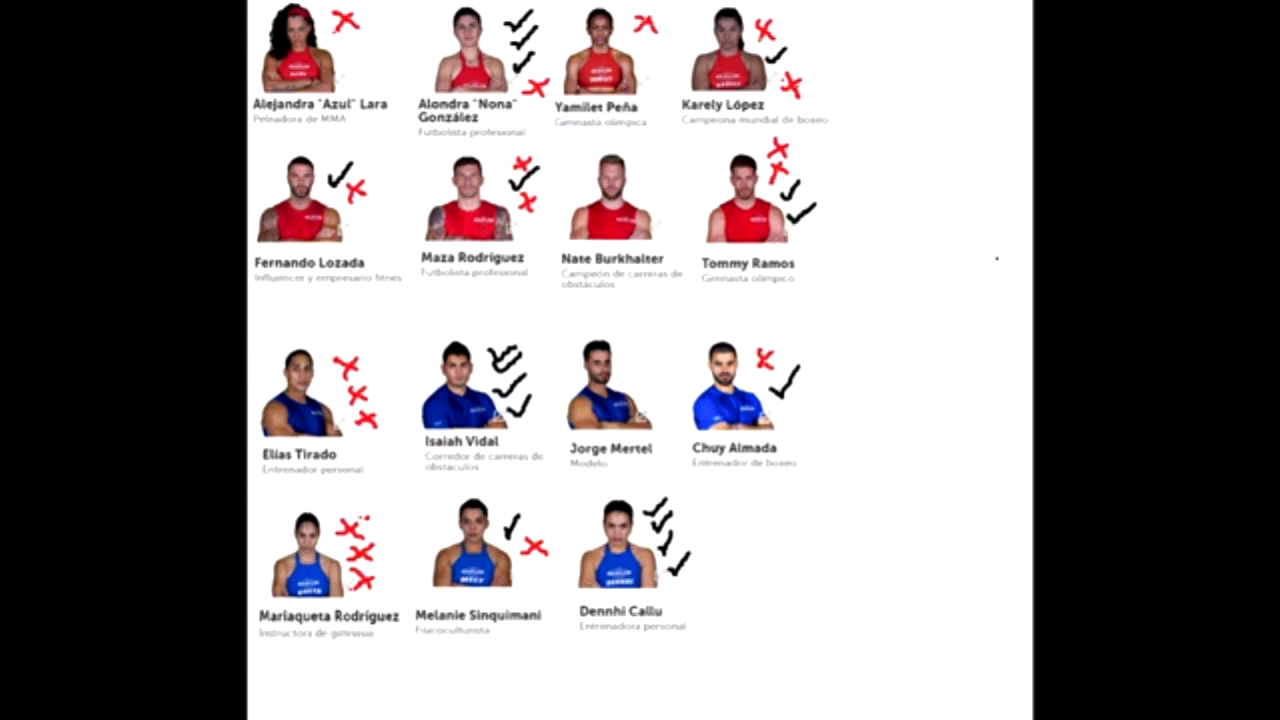 Alejandra "Azul" Lara
Peleadora de MMA
Alondra "Nona"
González
Futbolista profesional
Yamilet Peña
Gimnasta olímpica
Karely López
Campeona mundial de boxeo
Fernando Lozada
Influencer y empresario fitnes
Maza Rodríguez
Futbolista profesional
Nate Burkhalter
Campeón de carreras de
obstáculos
Tommy Ramos
Gimnasta olímpico
Elías Tirado
Entrenador personal
Isaiah Vidal
Corredor de carreras de
obstáculos
Jorge Mertel
Modelo
Chuy Almada
Entrenador de boxeo
Mariaqueta Rodríguez
Instructora de gimnasia
Melanie Sinquimani
Fisicoculturista
Dennhi Callu
Entrenadora personal